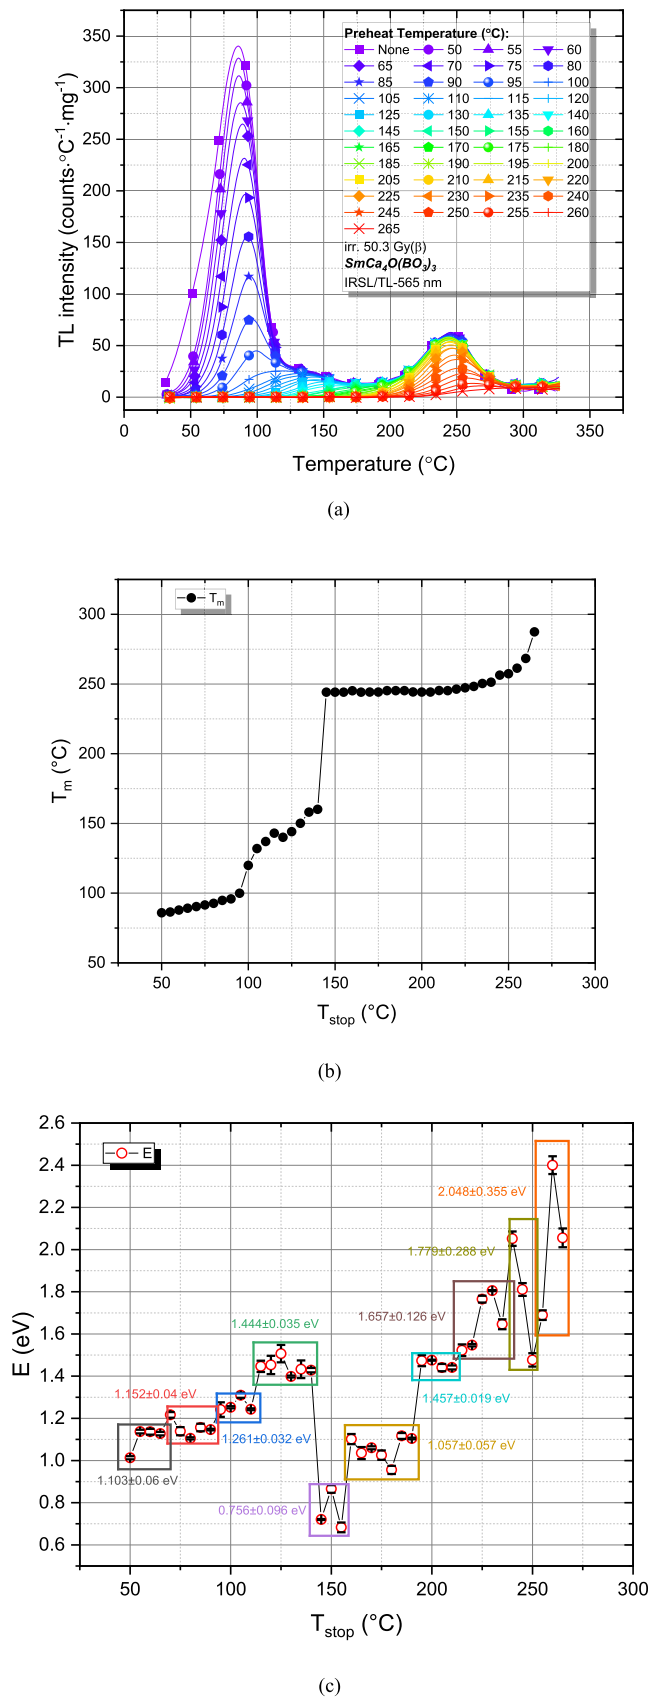 Preheat Temperature (°C):
None 50 55 60
65 70 75 80
85 90 95 100
105 110 115 120
125 130 135 140
145 150 155 160
165 170 175 180
185 190 195 200
205 210 215 220
225 230 235 240
245 250 255 260
265
irr. 50.3 Gy(β)
SmCa4O(BO3)3
IRSL/TL-565 nm
TL intensity (counts·°C-1·mg-1)
350
300
250
200
150
100
50
0
0 50 100 150 200 250 300 350
Temperature (°C)
(a)
Tm
Tm (°C)
300
250
200
150
100
50
50 100 150 200 250 300
Tstop (°C)
(b)
E
E (eV)
2.6
2.4
2.2
2.0
1.8
1.6
1.4
1.2
1.0
0.8
0.6
2.048±0.355 eV
1.779±0.288 eV
1.657±0.126 eV
1.444±0.035 eV
1.457±0.019 eV
1.152±0.04 eV
1.261±0.032 eV
1.057±0.057 eV
1.103±0.06 eV
0.756±0.096 eV
50 100 150 200 250 300
Tstop (°C)
(c)